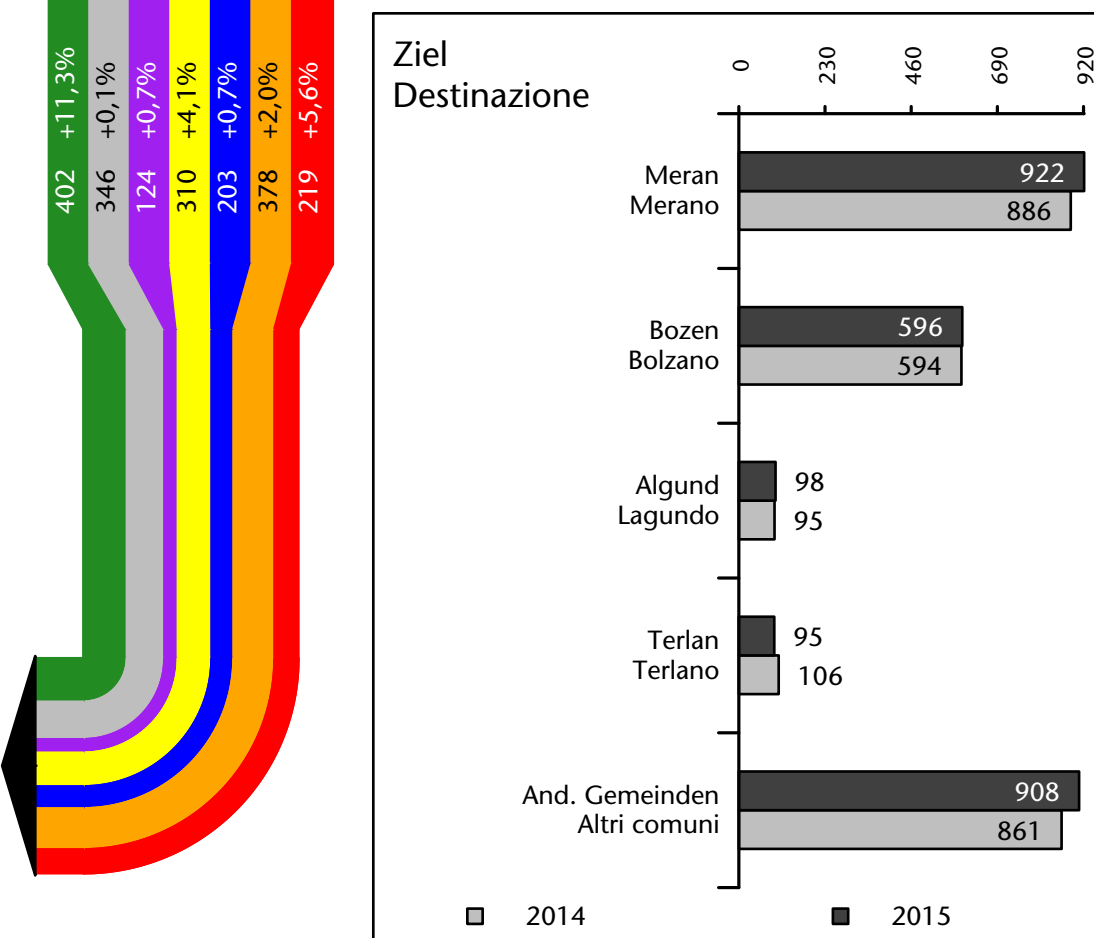 402 +11,3%
346 +0,1%
124 +0,7%
310 +4,1%
203 +0,7%
378 +2,0%
219 +5,6%
Ziel
Destinazione
0 230 460 690 920
Meran
Merano
922
886
Bozen
Bolzano
596
594
Algund
Lagundo
98
95
Terlan
Terlano
95
106
And. Gemeinden
Altri comuni
908
861
2014 2015